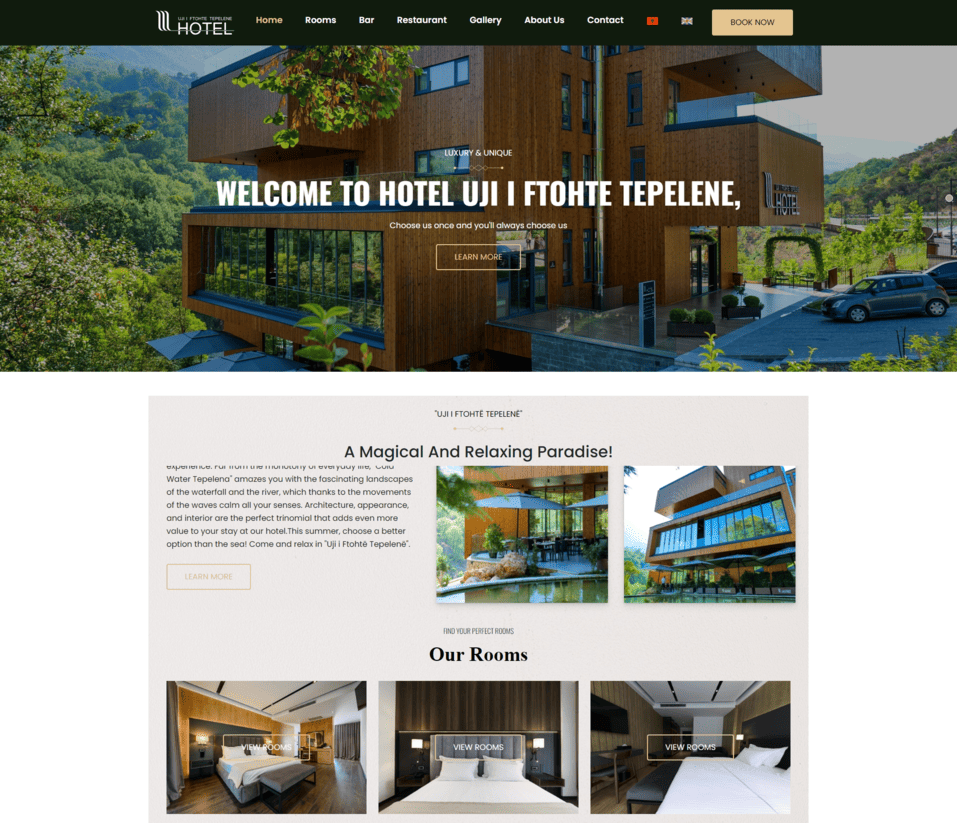 UJI I FTOHTE TEPELENE
HOTEL
Home
Rooms
Bar
Restaurant
Gallery
About Us
Contact
BOOK NOW
LUXURY & UNIQUE
WELCOME TO HOTEL UJI I FTOHTE TEPELENE,
Choose us once and you'll always choose us
LEARN MORE
HOTEL
"UJI I FTOHTË TEPELENË"
A Magical And Relaxing Paradise!
experience. Far from the monotony of everyday life, "Cold
Water Tepelena" amazes you with the fascinating landscapes
of the waterfall and the river, which thanks to the movements
of the waves calm all your senses. Architecture, appearance,
and interior are the perfect trinomial that adds even more
value to your stay at our hotel.This summer, choose a better
option than the sea! Come and relax in "Uji i Ftohtë Tepelenë".
LEARN MORE
FIND YOUR PERFECT ROOMS
Our Rooms
VIEW ROOMS
VIEW ROOMS
VIEW ROOMS